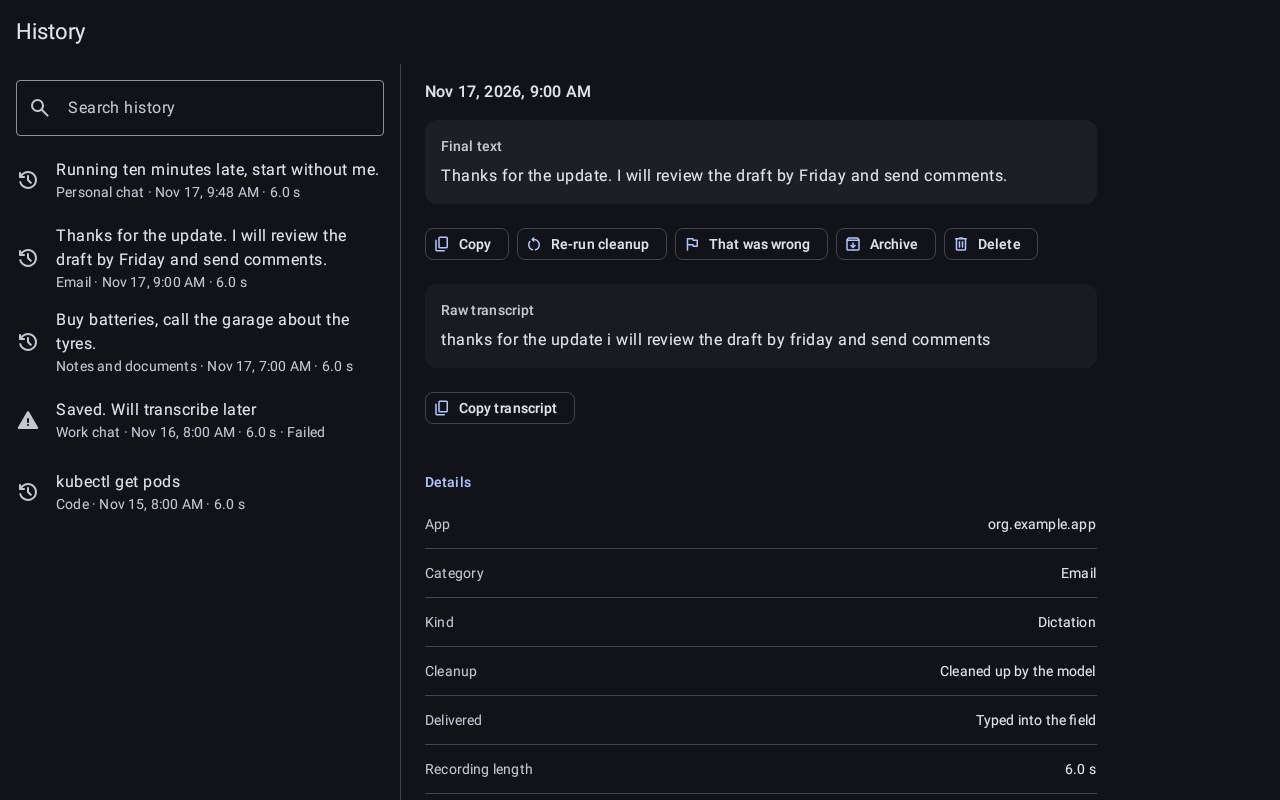 History
Search history
Running ten minutes late, start without me.
Personal chat · Nov 17, 9:48 AM · 6.0 s
Thanks for the update. I will review the
draft by Friday and send comments.
Email · Nov 17, 9:00 AM · 6.0 s
Buy batteries, call the garage about the
tyres.
Notes and documents · Nov 17, 7:00 AM · 6.0 s
Saved. Will transcribe later
Work chat · Nov 16, 8:00 AM · 6.0 s · Failed
kubectl get pods
Code · Nov 15, 8:00 AM · 6.0 s
Nov 17, 2026, 9:00 AM
Final text
Thanks for the update. I will review the draft by Friday and send comments.
Copy Re-run cleanup That was wrong Archive Delete
Raw transcript
thanks for the update i will review the draft by friday and send comments
Copy transcript
Details
App org.example.app
Category Email
Kind Dictation
Cleanup Cleaned up by the model
Delivered Typed into the field
Recording length 6.0 s